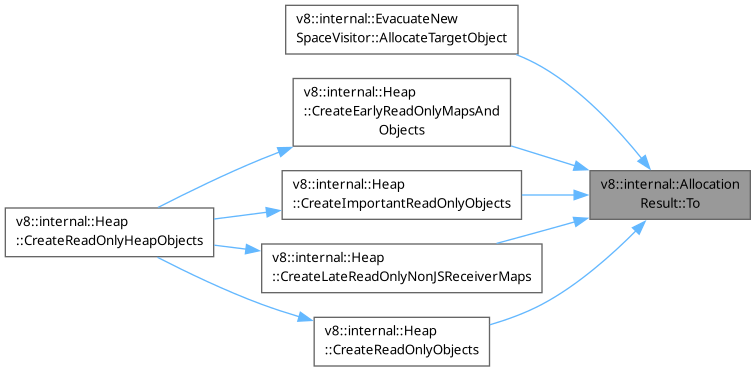 v8::internal::EvacuateNew
SpaceVisitor::AllocateTargetObject
v8::internal::Heap
::CreateEarlyReadOnlyMapsAnd
Objects
v8::internal::Allocation
Result::To
v8::internal::Heap
::CreateImportantReadOnlyObjects
v8::internal::Heap
::CreateReadOnlyHeapObjects
v8::internal::Heap
::CreateLateReadOnlyNonJSReceiverMaps
v8::internal::Heap
::CreateReadOnlyObjects